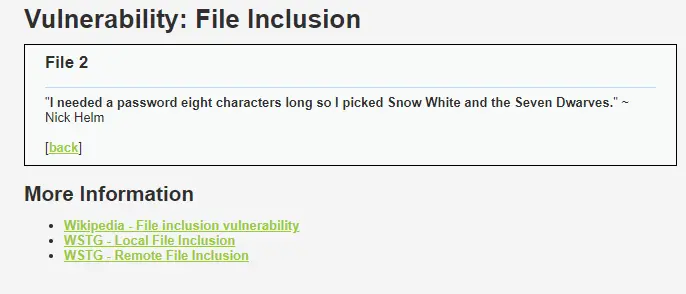 Vulnerability: File Inclusion
File 2
"I needed a password eight characters long so I picked Snow White and the Seven Dwarves." ~
Nick Helm
[back]
More Information
• Wikipedia - File inclusion vulnerability
• WSTG - Local File Inclusion
• WSTG - Remote File Inclusion